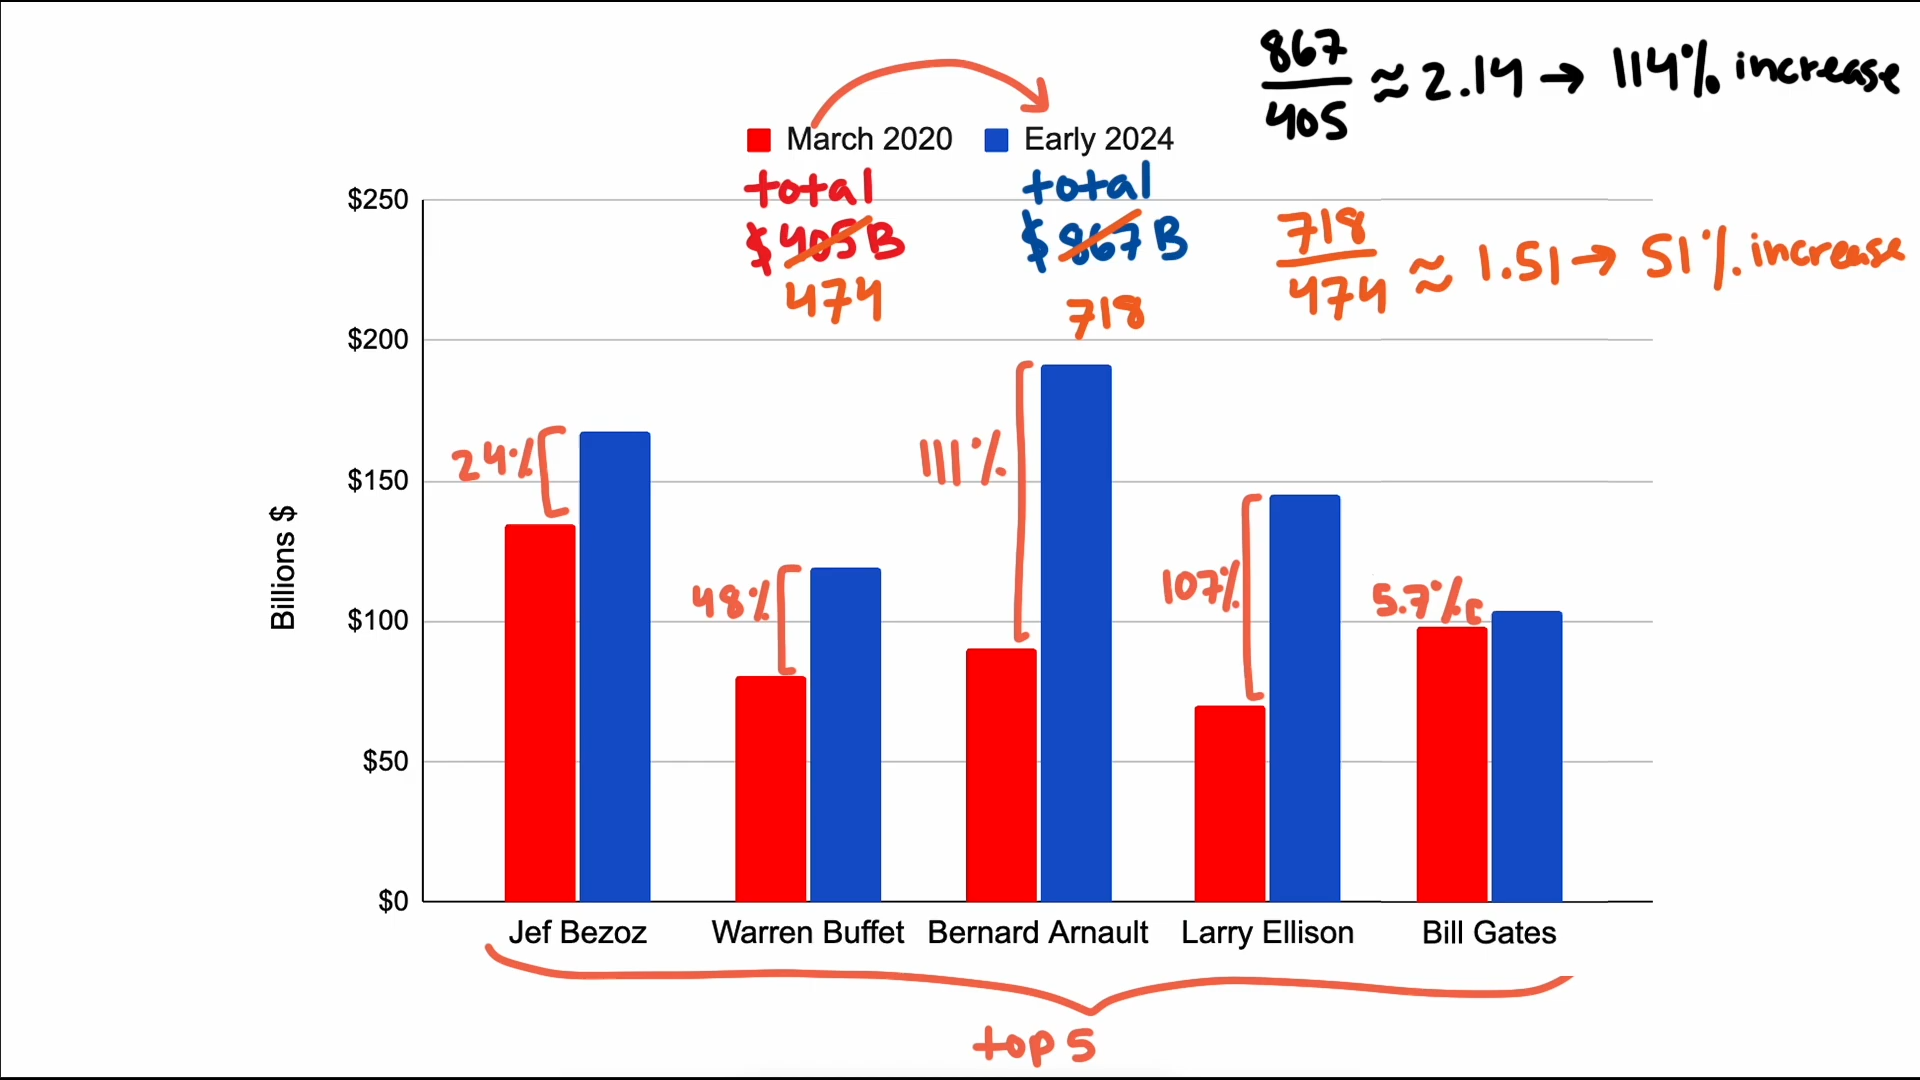 867
405
≈ 2.14 → 114% increase
March 2020
Early 2024
total
$405B
474
total
$867B
718
718
474
≈ 1.51 → 51% increase
$250
$200
$150
$100
$50
$0
Billions $
24%
48%
111%
107%
5.7%
Jef Bezoz
Warren Buffet
Bernard Arnault
Larry Ellison
Bill Gates
top 5